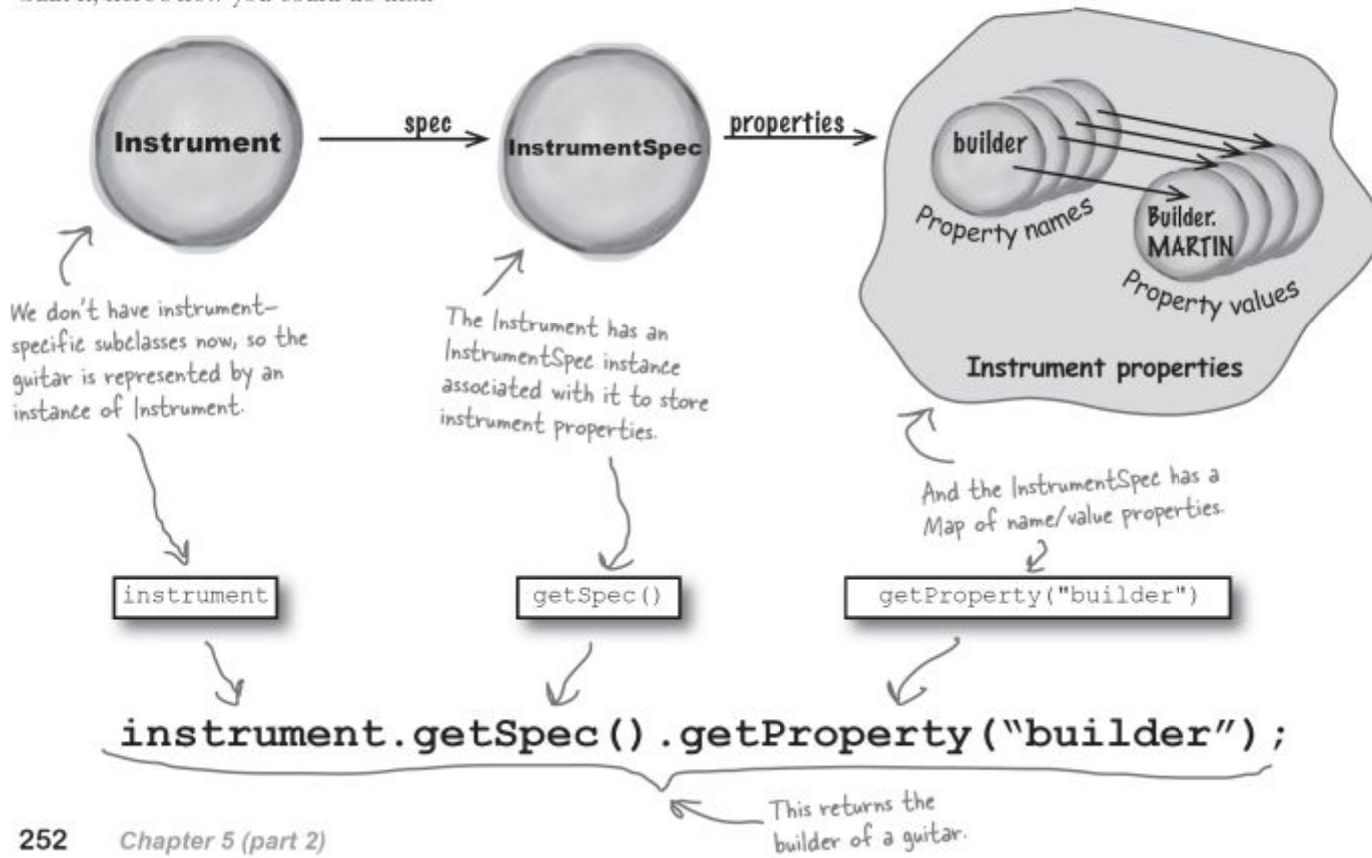 Instrument
spec
InstrumentSpec
properties
builder
Property names
Builder.
MARTIN
Property values
Instrument properties
We don't have instrument–
specific subclasses now, so the
guitar is represented by an
instance of Instrument.
The Instrument has an
InstrumentSpec instance
associated with it to store
instrument properties.
And the InstrumentSpec has a
Map of name/value properties.
instrument
getSpec()
getProperty("builder")
instrument.getSpec().getProperty(“builder”);
This returns the
builder of a guitar.
252 Chapter 5 (part 2)